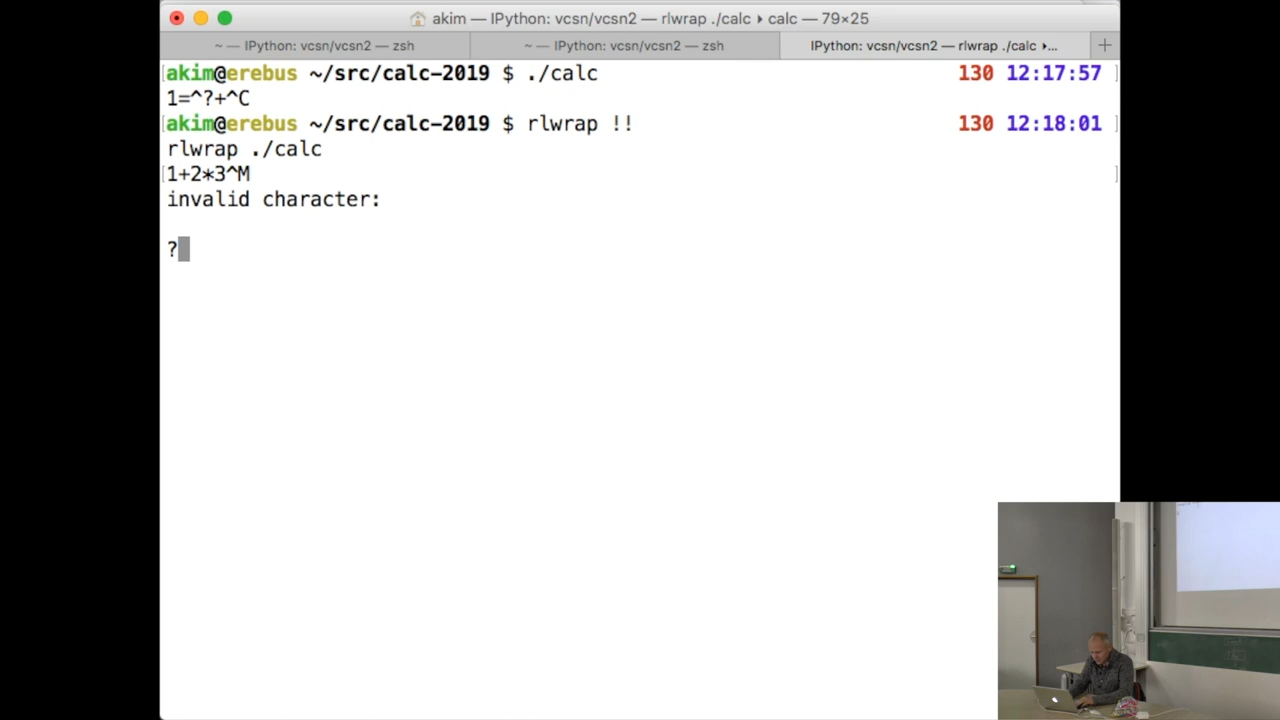 akim — IPython: vcsn/vcsn2 — rlwrap ./calc ▸ calc — 79×25
~ — IPython: vcsn/vcsn2 — zsh
~ — IPython: vcsn/vcsn2 — zsh
IPython: vcsn/vcsn2 — rlwrap ./calc ▸... +
akim@erebus ~/src/calc-2019 $ ./calc 130 12:17:57
1=^?+^C
akim@erebus ~/src/calc-2019 $ rlwrap !! 130 12:18:01
rlwrap ./calc
1+2*3^M
invalid character:
?